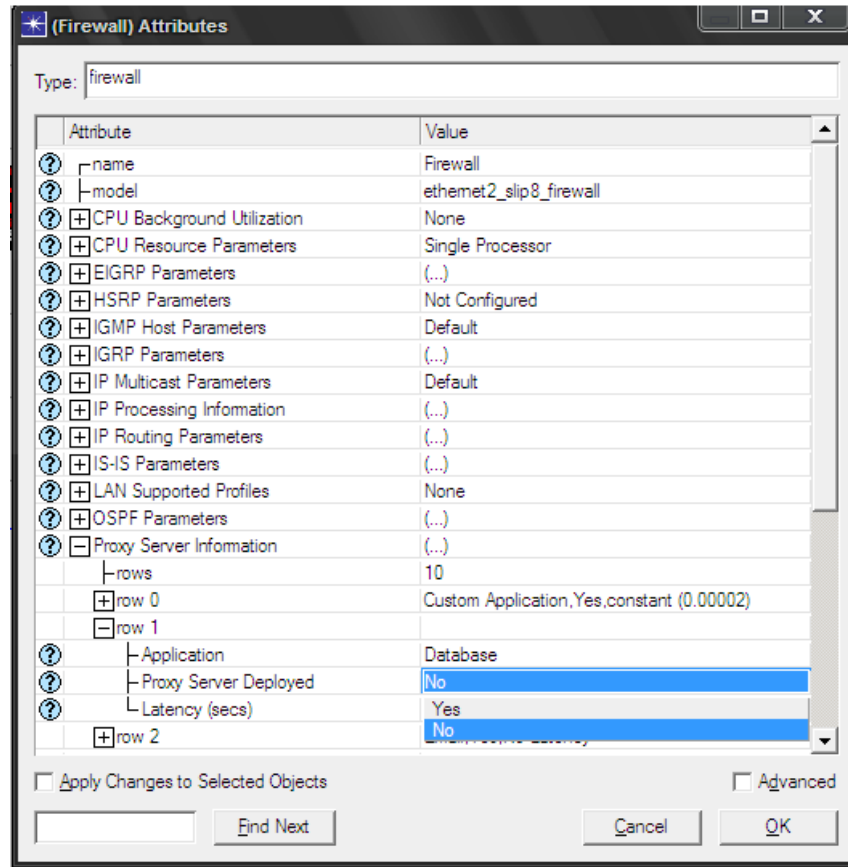 (Firewall) Attributes
Type: firewall
Attribute Value
name Firewall
model ethernet2_slip8_firewall
CPU Background Utilization None
CPU Resource Parameters Single Processor
EIGRP Parameters (...)
HSRP Parameters Not Configured
IGMP Host Parameters Default
IGRP Parameters (...)
IP Multicast Parameters Default
IP Processing Information (...)
IP Routing Parameters (...)
IS-IS Parameters (...)
LAN Supported Profiles None
OSPF Parameters (...)
Proxy Server Information (...)
rows 10
row 0 Custom Application,Yes,constant (0.00002)
row 1
Application Database
Proxy Server Deployed No
Latency (secs) Yes
No
row 2
Apply Changes to Selected Objects Advanced
Find Next Cancel OK